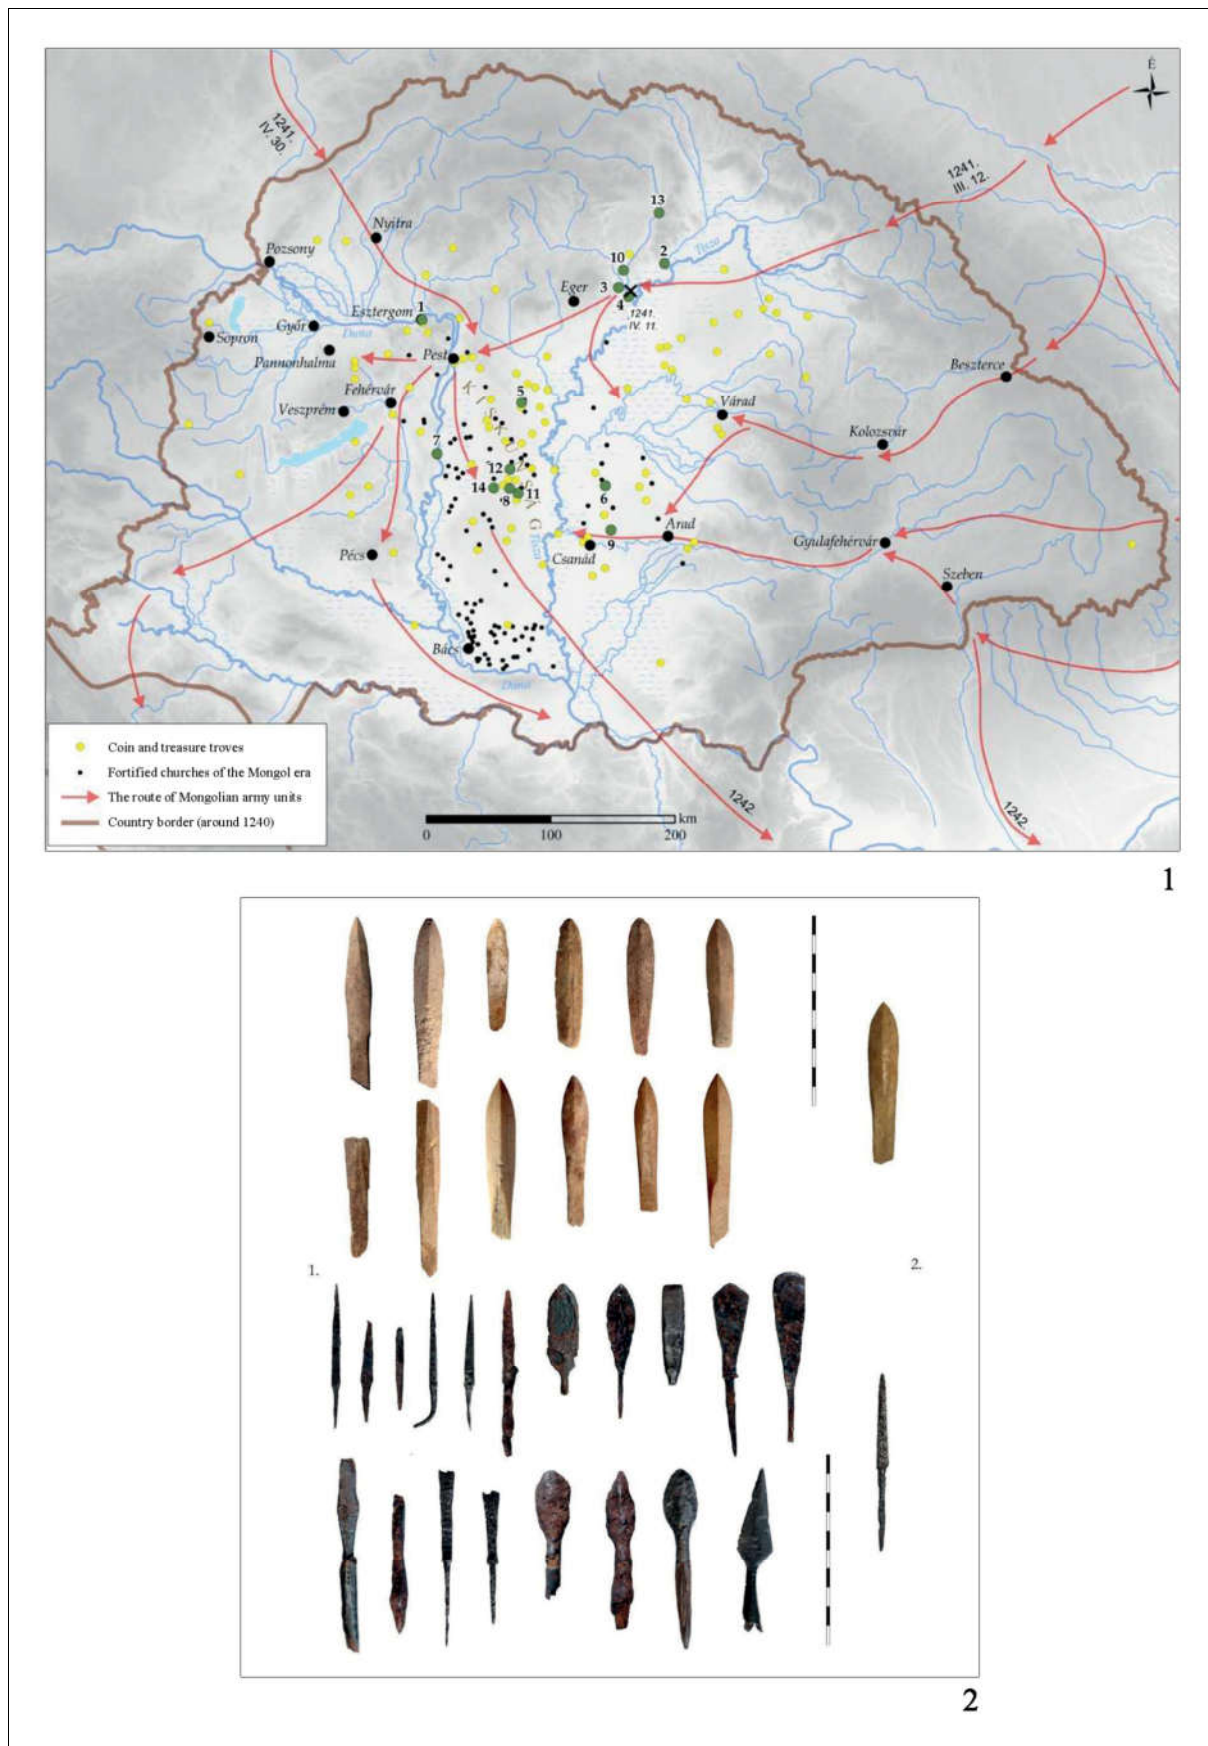 É
1241.
IV. 30.
1241.
III. 12.
13
Nyitra
Pozsony
10
2
Tisza
3
Eger
4
1241.
IV. 11.
Esztergom
1
Győr
Duna
Sopron
Pannonhalma
Pest
Beszterce
Fehérvár
Veszprém
5
KISKUNSÁG
Várad
Kolozsvár
7
12
14
8
11
6
Tisza
9
Arad
Csanád
Gyulafehérvár
Pécs
Szeben
Bács
Duna
1242.
1242.
Coin and treasure troves
Fortified churches of the Mongol era
The route of Mongolian army units
Country border (around 1240)
km
0 100 200
1
1.
2.
2